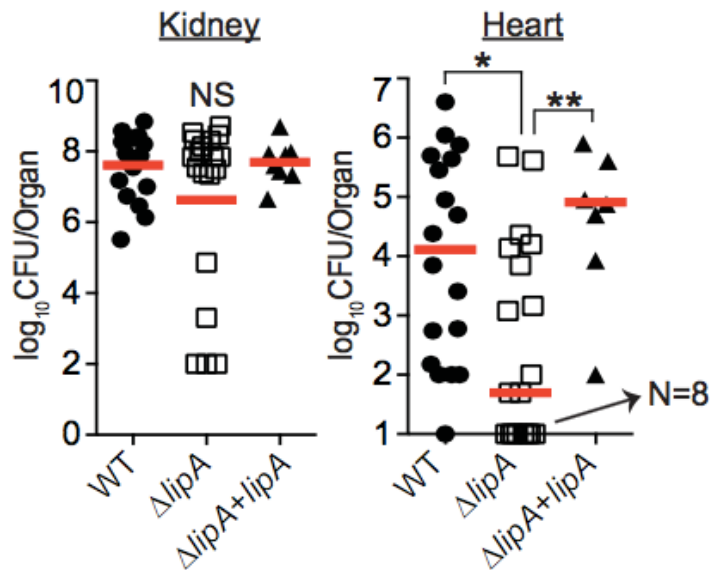 Kidney
Heart
log₁₀CFU/Organ
10
8
6
4
2
0
NS
WT
ΔlipA
ΔlipA+lipA
log₁₀CFU/Organ
7
6
5
4
3
2
1
*
**
N=8
WT
ΔlipA
ΔlipA+lipA